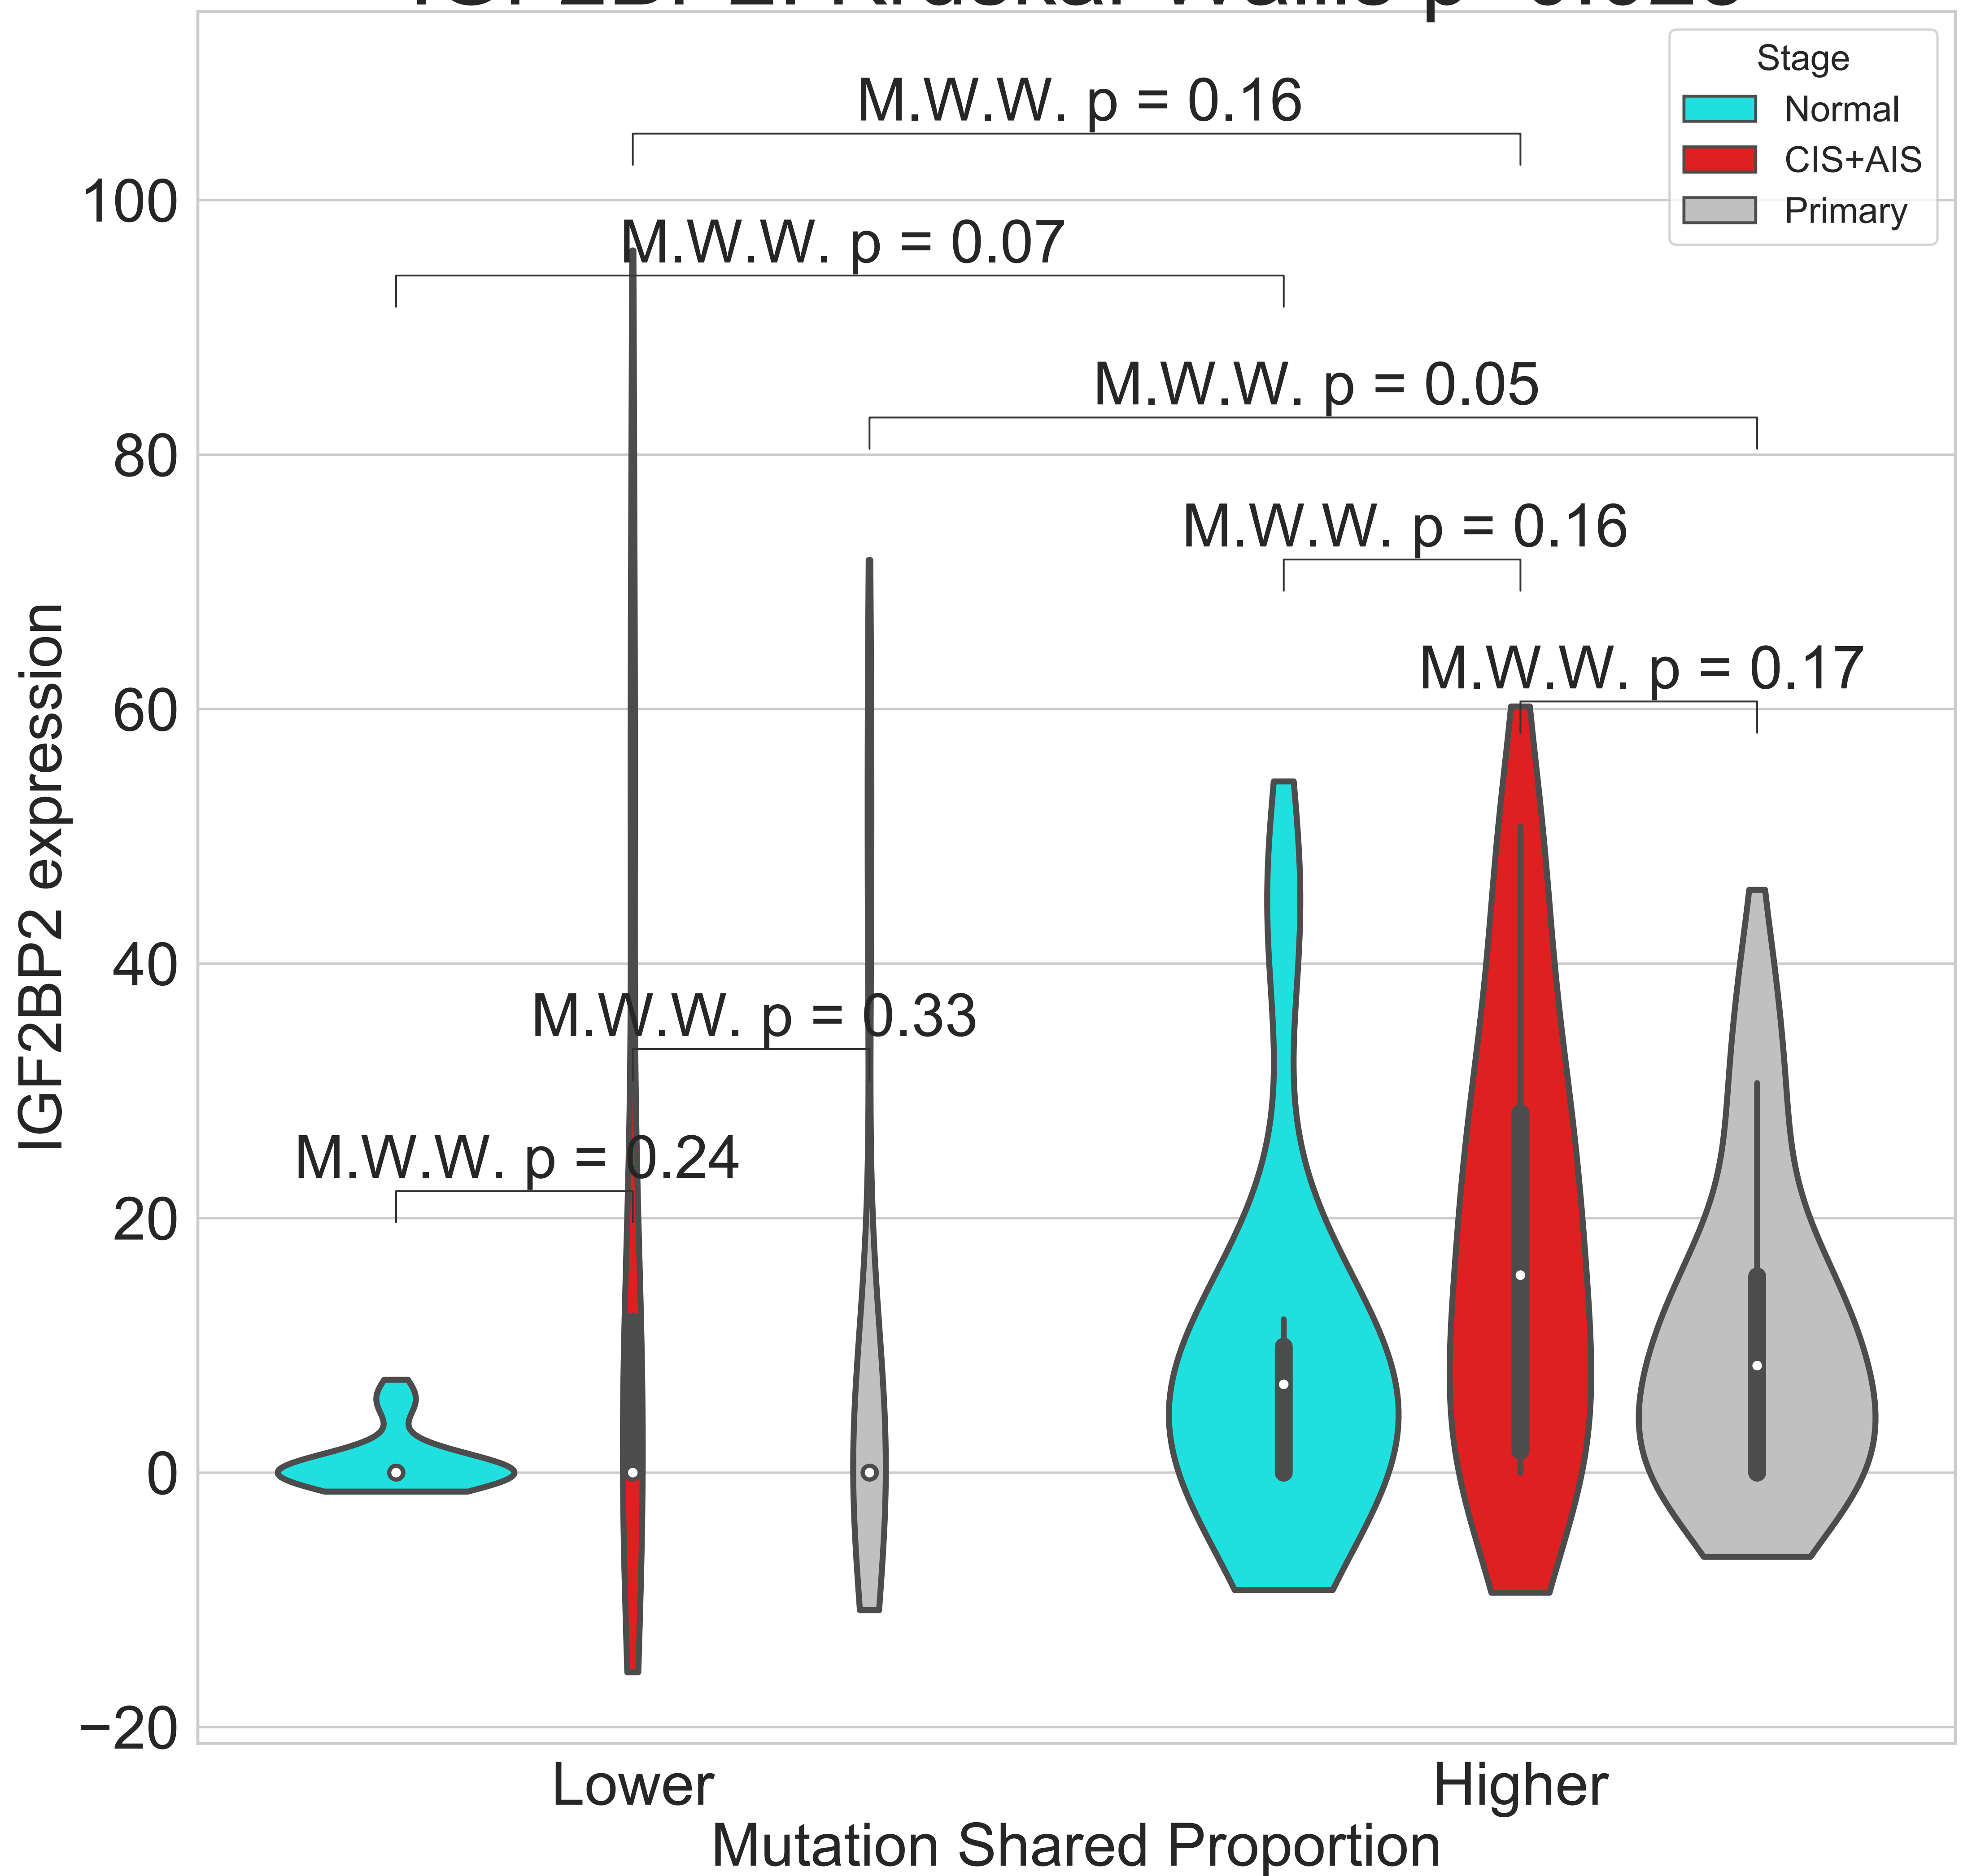 Stage
Normal
CIS+AIS
Primary
M.W.W. p = 0.16
M.W.W. p = 0.07
M.W.W. p = 0.05
M.W.W. p = 0.16
M.W.W. p = 0.17
M.W.W. p = 0.33
M.W.W. p = 0.24
IGF2BP2 expression
100
80
60
40
20
0
−20
Lower
Higher
Mutation Shared Proportion